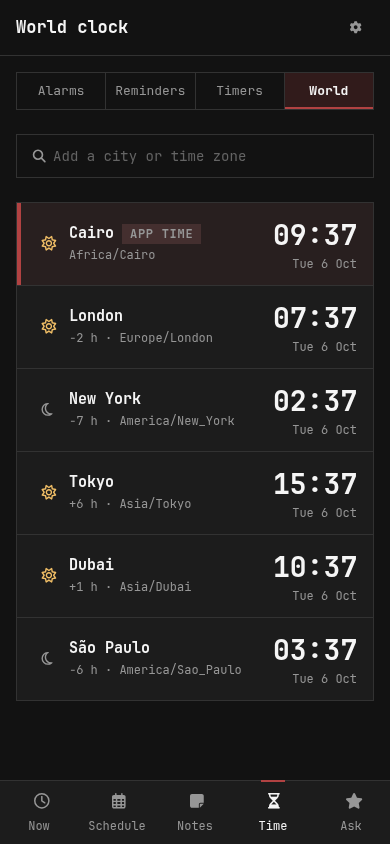 World clock
Alarms
Reminders
Timers
World
Add a city or time zone
Cairo APP TIME
09:37
Africa/Cairo
Tue 6 Oct
London
07:37
-2 h · Europe/London
Tue 6 Oct
New York
02:37
-7 h · America/New_York
Tue 6 Oct
Tokyo
15:37
+6 h · Asia/Tokyo
Tue 6 Oct
Dubai
10:37
+1 h · Asia/Dubai
Tue 6 Oct
São Paulo
03:37
-6 h · America/Sao_Paulo
Tue 6 Oct
Now
Schedule
Notes
Time
Ask